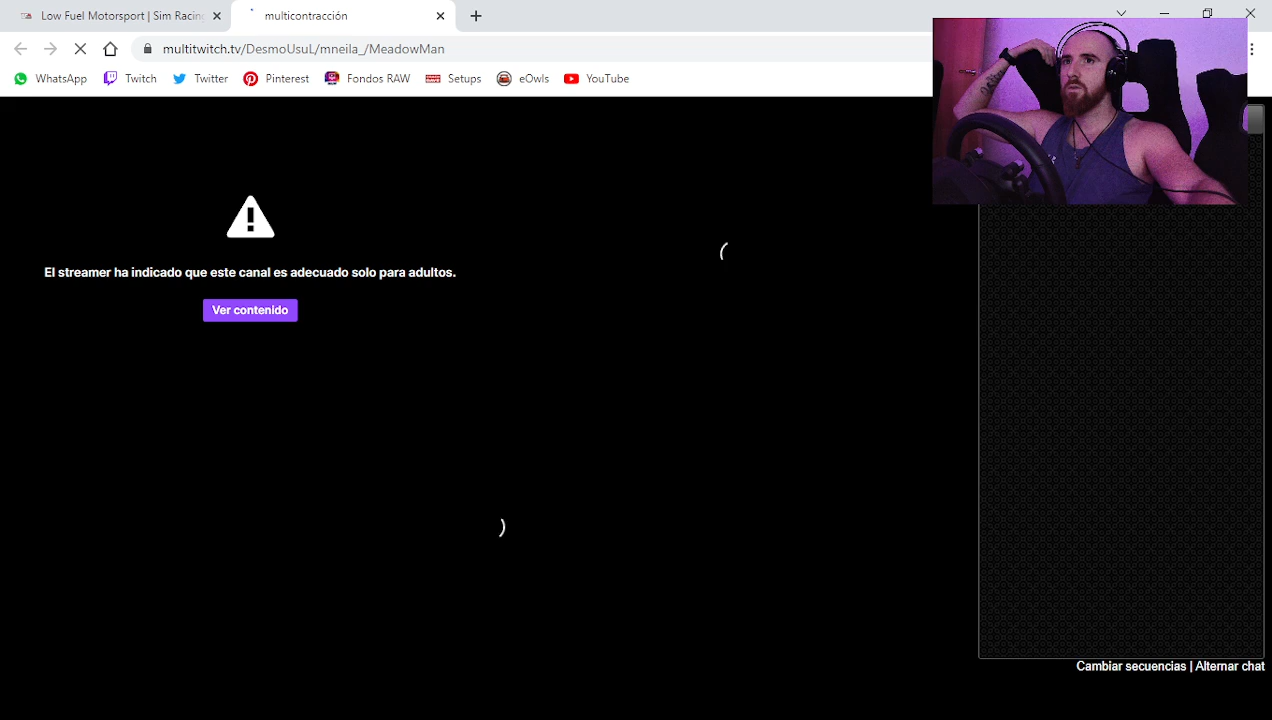 Low Fuel Motorsport | Sim Racing
multicontracción
multitwitch.tv/DesmoUsuL/mneila_/MeadowMan
WhatsApp
Twitch
Twitter
Pinterest
Fondos RAW
Setups
eOwls
YouTube
El streamer ha indicado que este canal es adecuado solo para adultos.
Ver contenido
Cambiar secuencias | Alternar chat